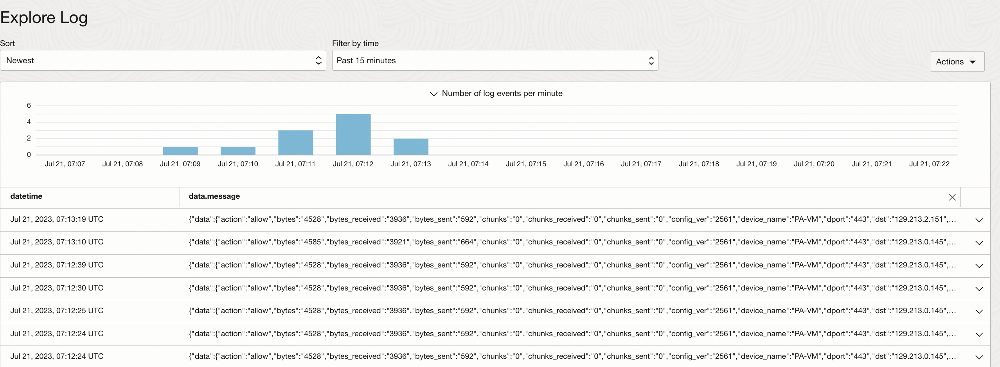 Explore Log
Sort
Filter by time
Newest
Past 15 minutes
Actions
Number of log events per minute
6
4
2
0
Jul 21, 07:07 Jul 21, 07:08 Jul 21, 07:09 Jul 21, 07:10 Jul 21, 07:11 Jul 21, 07:12 Jul 21, 07:13 Jul 21, 07:14 Jul 21, 07:15 Jul 21, 07:16 Jul 21, 07:17 Jul 21, 07:18 Jul 21, 07:19 Jul 21, 07:20 Jul 21, 07:21 Jul 21, 07:22
datetime data.message
Jul 21, 2023, 07:13:19 UTC {"data":{"action":"allow","bytes":"4528","bytes_received":"3936","bytes_sent":"592","chunks":"0","chunks_received":"0","chunks_sent":"0","config_ver":"2561","device_name":"PA-VM","dport":"443","dst":"129.213.2.151",...
Jul 21, 2023, 07:13:10 UTC {"data":{"action":"allow","bytes":"4585","bytes_received":"3921","bytes_sent":"664","chunks":"0","chunks_received":"0","chunks_sent":"0","config_ver":"2561","device_name":"PA-VM","dport":"443","dst":"129.213.0.145",...
Jul 21, 2023, 07:12:39 UTC {"data":{"action":"allow","bytes":"4528","bytes_received":"3936","bytes_sent":"592","chunks":"0","chunks_received":"0","chunks_sent":"0","config_ver":"2561","device_name":"PA-VM","dport":"443","dst":"129.213.0.145",...
Jul 21, 2023, 07:12:30 UTC {"data":{"action":"allow","bytes":"4528","bytes_received":"3936","bytes_sent":"592","chunks":"0","chunks_received":"0","chunks_sent":"0","config_ver":"2561","device_name":"PA-VM","dport":"443","dst":"129.213.0.145",...
Jul 21, 2023, 07:12:25 UTC {"data":{"action":"allow","bytes":"4528","bytes_received":"3936","bytes_sent":"592","chunks":"0","chunks_received":"0","chunks_sent":"0","config_ver":"2561","device_name":"PA-VM","dport":"443","dst":"129.213.0.145",...
Jul 21, 2023, 07:12:24 UTC {"data":{"action":"allow","bytes":"4528","bytes_received":"3936","bytes_sent":"592","chunks":"0","chunks_received":"0","chunks_sent":"0","config_ver":"2561","device_name":"PA-VM","dport":"443","dst":"129.213.0.145",...
Jul 21, 2023, 07:12:24 UTC {"data":{"action":"allow","bytes":"4528","bytes_received":"3936","bytes_sent":"592","chunks":"0","chunks_received":"0","chunks_sent":"0","config_ver":"2561","device_name":"PA-VM","dport":"443","dst":"129.213.0.145",...